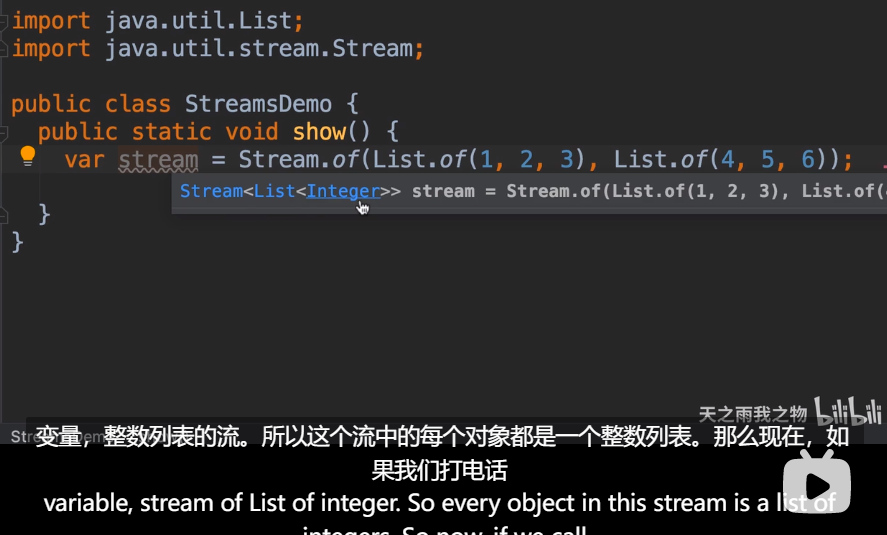 import java.util.List;
import java.util.stream.Stream;
public class StreamsDemo {
public static void show() {
var stream = Stream.of(List.of(1, 2, 3), List.of(4, 5, 6));
Stream<List<Integer>> stream = Stream.of(List.of(1, 2, 3), List.of(
}
}
天之雨我之物 bilibili
变量，整数列表的流。所以这个流中的每个对象都是一个整数列表。那么现在，如
果我们打电话
variable, stream of List of integer. So every object in this stream is a list of
integers. So now, if we call